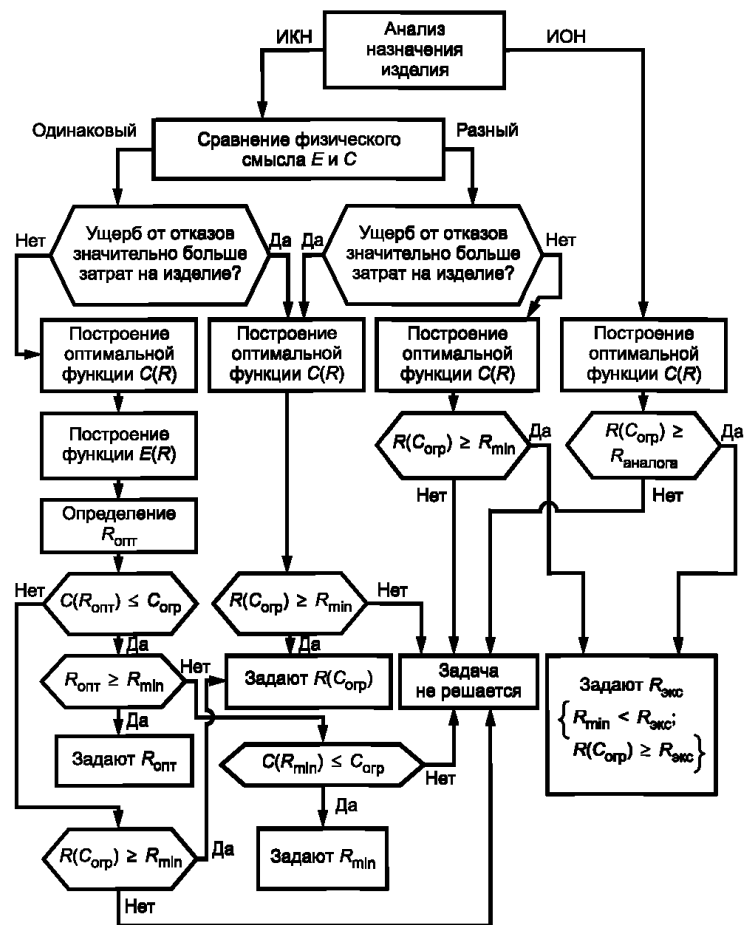 ИКН
Анализ
назначения
изделия
ИОН
Одинаковый
Сравнение физического
смысла E и C
Разный
Нет
Ущерб от отказов
значительно больше
затрат на изделие?
Да
Да
Ущерб от отказов
значительно больше
затрат на изделие?
Нет
Построение
оптимальной
функции C(R)
Построение
оптимальной
функции C(R)
Построение
оптимальной
функции C(R)
Построение
оптимальной
функции C(R)
Построение
функции E(R)
R(Cогр) ≥ Rmin
Да
Нет
R(Cогр) ≥
Rаналога
Да
Нет
Определение
Rопт
Нет
C(Rопт) ≤ Cогр
Да
R(Cогр) ≥ Rmin
Нет
Да
Rопт ≥ Rmin
Нет
Да
Задают R(Cогр)
Задача
не решается
Задают Rэкс
{Rmin < Rэкс;
R(Cогр) ≥ Rэкс}
Задают Rопт
C(Rmin) ≤ Cогр
Нет
Да
R(Cогр) ≥ Rmin
Да
Нет
Задают Rmin